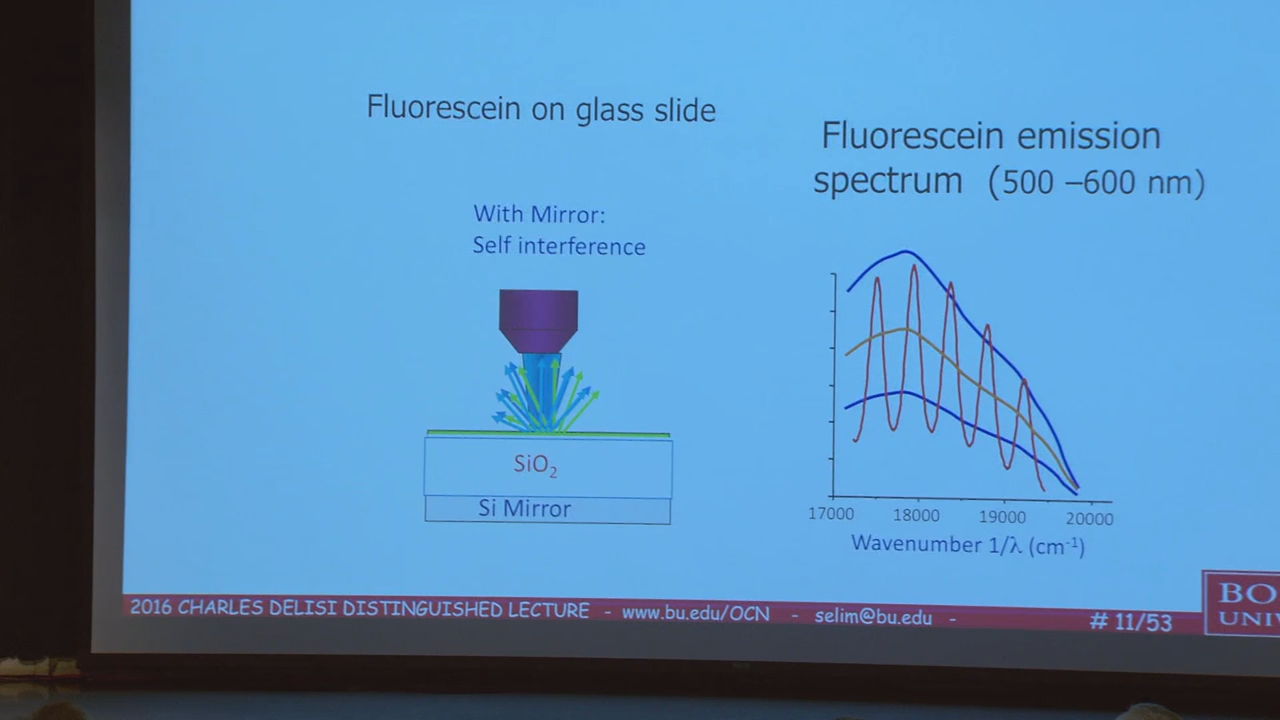 Fluorescein on glass slide
Fluorescein emission
spectrum (500 –600 nm)
With Mirror:
Self interference
SiO₂
Si Mirror
17000 18000 19000 20000
Wavenumber 1/λ (cm⁻¹)
2016 CHARLES DELISI DISTINGUISHED LECTURE - www.bu.edu/OCN - selim@bu.edu - # 11/53
BO
UNIV